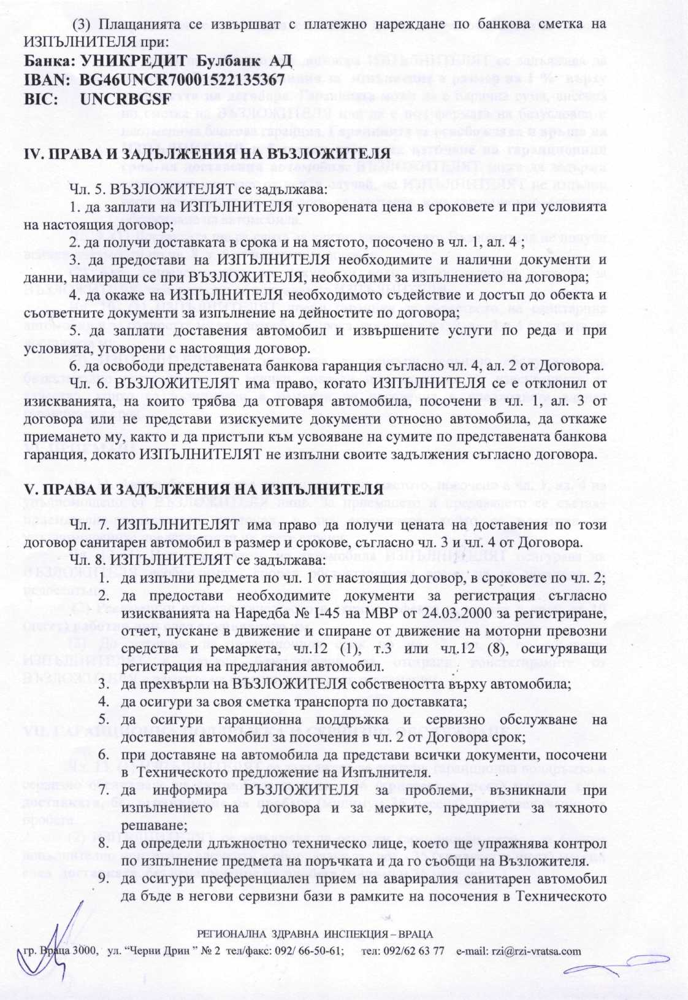 (3) Плащанията се извършват с платежно нареждане по банкова сметка на
ИЗПЪЛНИТЕЛЯ при:
Банка: УНИКРЕДИТ Булбанк АД
IBAN: BG46UNCR70001522135367
BIC: UNCRBGSF
IV. ПРАВА И ЗАДЪЛЖЕНИЯ НА ВЪЗЛОЖИТЕЛЯ
Чл. 5. ВЪЗЛОЖИТЕЛЯТ се задължава:
1. да заплати на ИЗПЪЛНИТЕЛЯ уговорената цена в сроковете и при условията
на настоящия договор;
2. да получи доставката в срока и на мястото, посочено в чл. 1, ал. 4 ;
3. да предостави на ИЗПЪЛНИТЕЛЯ необходимите и налични документи и
данни, намиращи се при ВЪЗЛОЖИТЕЛЯ, необходими за изпълнението на договора;
4. да окаже на ИЗПЪЛНИТЕЛЯ необходимото съдействие и достъп до обекта и
съответните документи за изпълнение на дейностите по договора;
5. да заплати доставения автомобил и извършените услуги по реда и при
условията, уговорени с настоящия договор.
6. да освободи представената банкова гаранция съгласно чл. 4, ал. 2 от Договора.
Чл. 6. ВЪЗЛОЖИТЕЛЯТ има право, когато ИЗПЪЛНИТЕЛЯ се е отклонил от
изискванията, на които трябва да отговаря автомобила, посочени в чл. 1, ал. 3 от
договора или не представи изискуемите документи относно автомобила, да откаже
приемането му, както и да пристъпи към усвояване на сумите по представената банкова
гаранция, докато ИЗПЪЛНИТЕЛЯТ не изпълни своите задължения съгласно договора.
V. ПРАВА И ЗАДЪЛЖЕНИЯ НА ИЗПЪЛНИТЕЛЯ
Чл. 7. ИЗПЪЛНИТЕЛЯТ има право да получи цената на доставения по този
договор санитарен автомобил в размер и срокове, съгласно чл. 3 и чл. 4 от Договора.
Чл. 8. ИЗПЪЛНИТЕЛЯТ се задължава:
1. да изпълни предмета по чл. 1 от настоящия договор, в сроковете по чл. 2;
2. да предостави необходимите документи за регистрация съгласно
изискванията на Наредба № I-45 на МВР от 24.03.2000 за регистриране,
отчет, пускане в движение и спиране от движение на моторни превозни
средства и ремаркета, чл.12 (1), т.3 или чл.12 (8), осигуряващи
регистрация на предлагания автомобил.
3. да прехвърли на ВЪЗЛОЖИТЕЛЯ собствеността върху автомобила;
4. да осигури за своя сметка транспорта по доставката;
5. да осигури гаранционна поддръжка и сервизно обслужване на
доставения автомобил за посочения в чл. 2 от Договора срок;
6. при доставяне на автомобила да представи всички документи, посочени
в Техническото предложение на Изпълнителя.
7. да информира ВЪЗЛОЖИТЕЛЯ за проблеми, възникнали при
изпълнението на договора и за мерките, предприети за тяхното
решаване;
8. да определи длъжностно техническо лице, което ще упражнява контрол
по изпълнение предмета на поръчката и да го съобщи на Възложителя.
9. да осигури преференциален прием на авариралия санитарен автомобил
да бъде в негови сервизни бази в рамките на посочения в Техническото
РЕГИОНАЛНА ЗДРАВНА ИНСПЕКЦИЯ – ВРАЦА
гр. Враца 3000, ул. “Черни Дрин ” № 2 тел/факс: 092/ 66-50-61; тел: 092/62 63 77 e-mail: rzi@rzi-vratsa.com